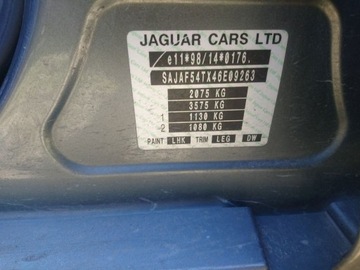 JAGUAR CARS LTD
e11*98/14*0176.
SAJAF54TX46E09263
2075 KG
3575 KG
1 1130 KG
2 1080 KG
PAINT LHK TRIM LEG DW